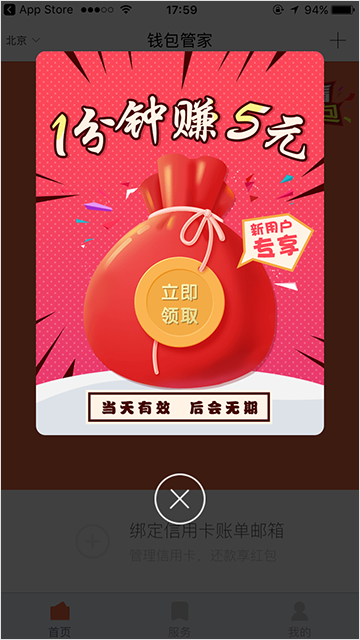 App Store
17:59
94%
北京
钱包管家
1分钟赚5元
新用户
专享
立即
领取
当天有效 后会无期
绑定信用卡账单邮箱
管理信用卡，还款享红包
首页
服务
我的